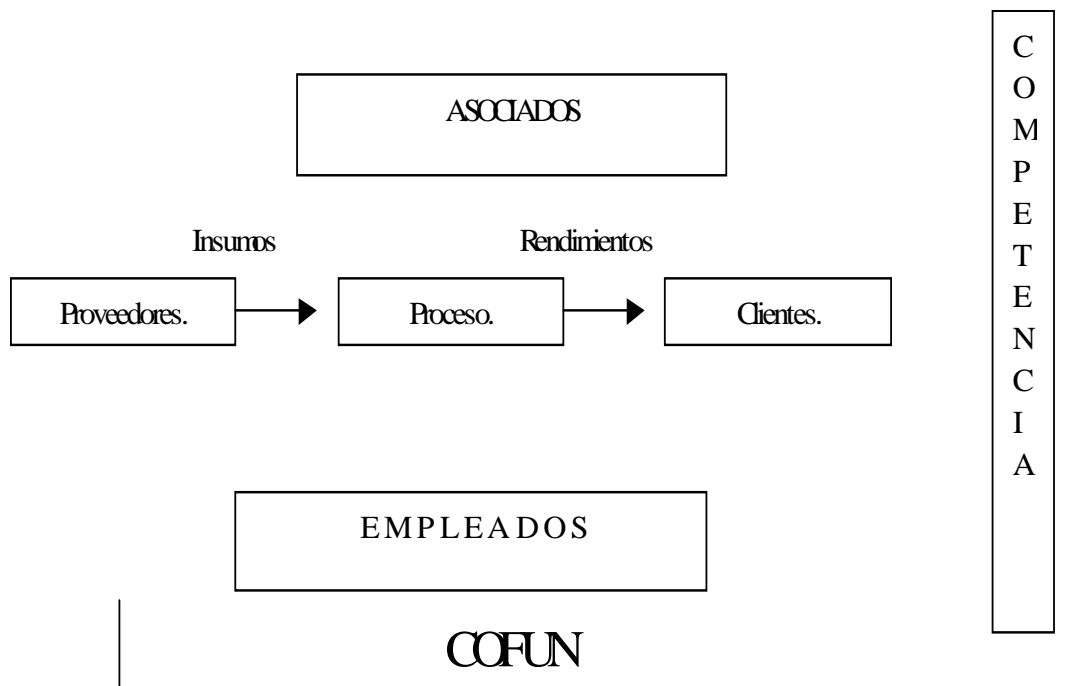 ASOCIADOS
Insumos Rendimientos
Proveedores. Proceso. Clientes.
EMPLEADOS
COFUN
COMPETENCIA